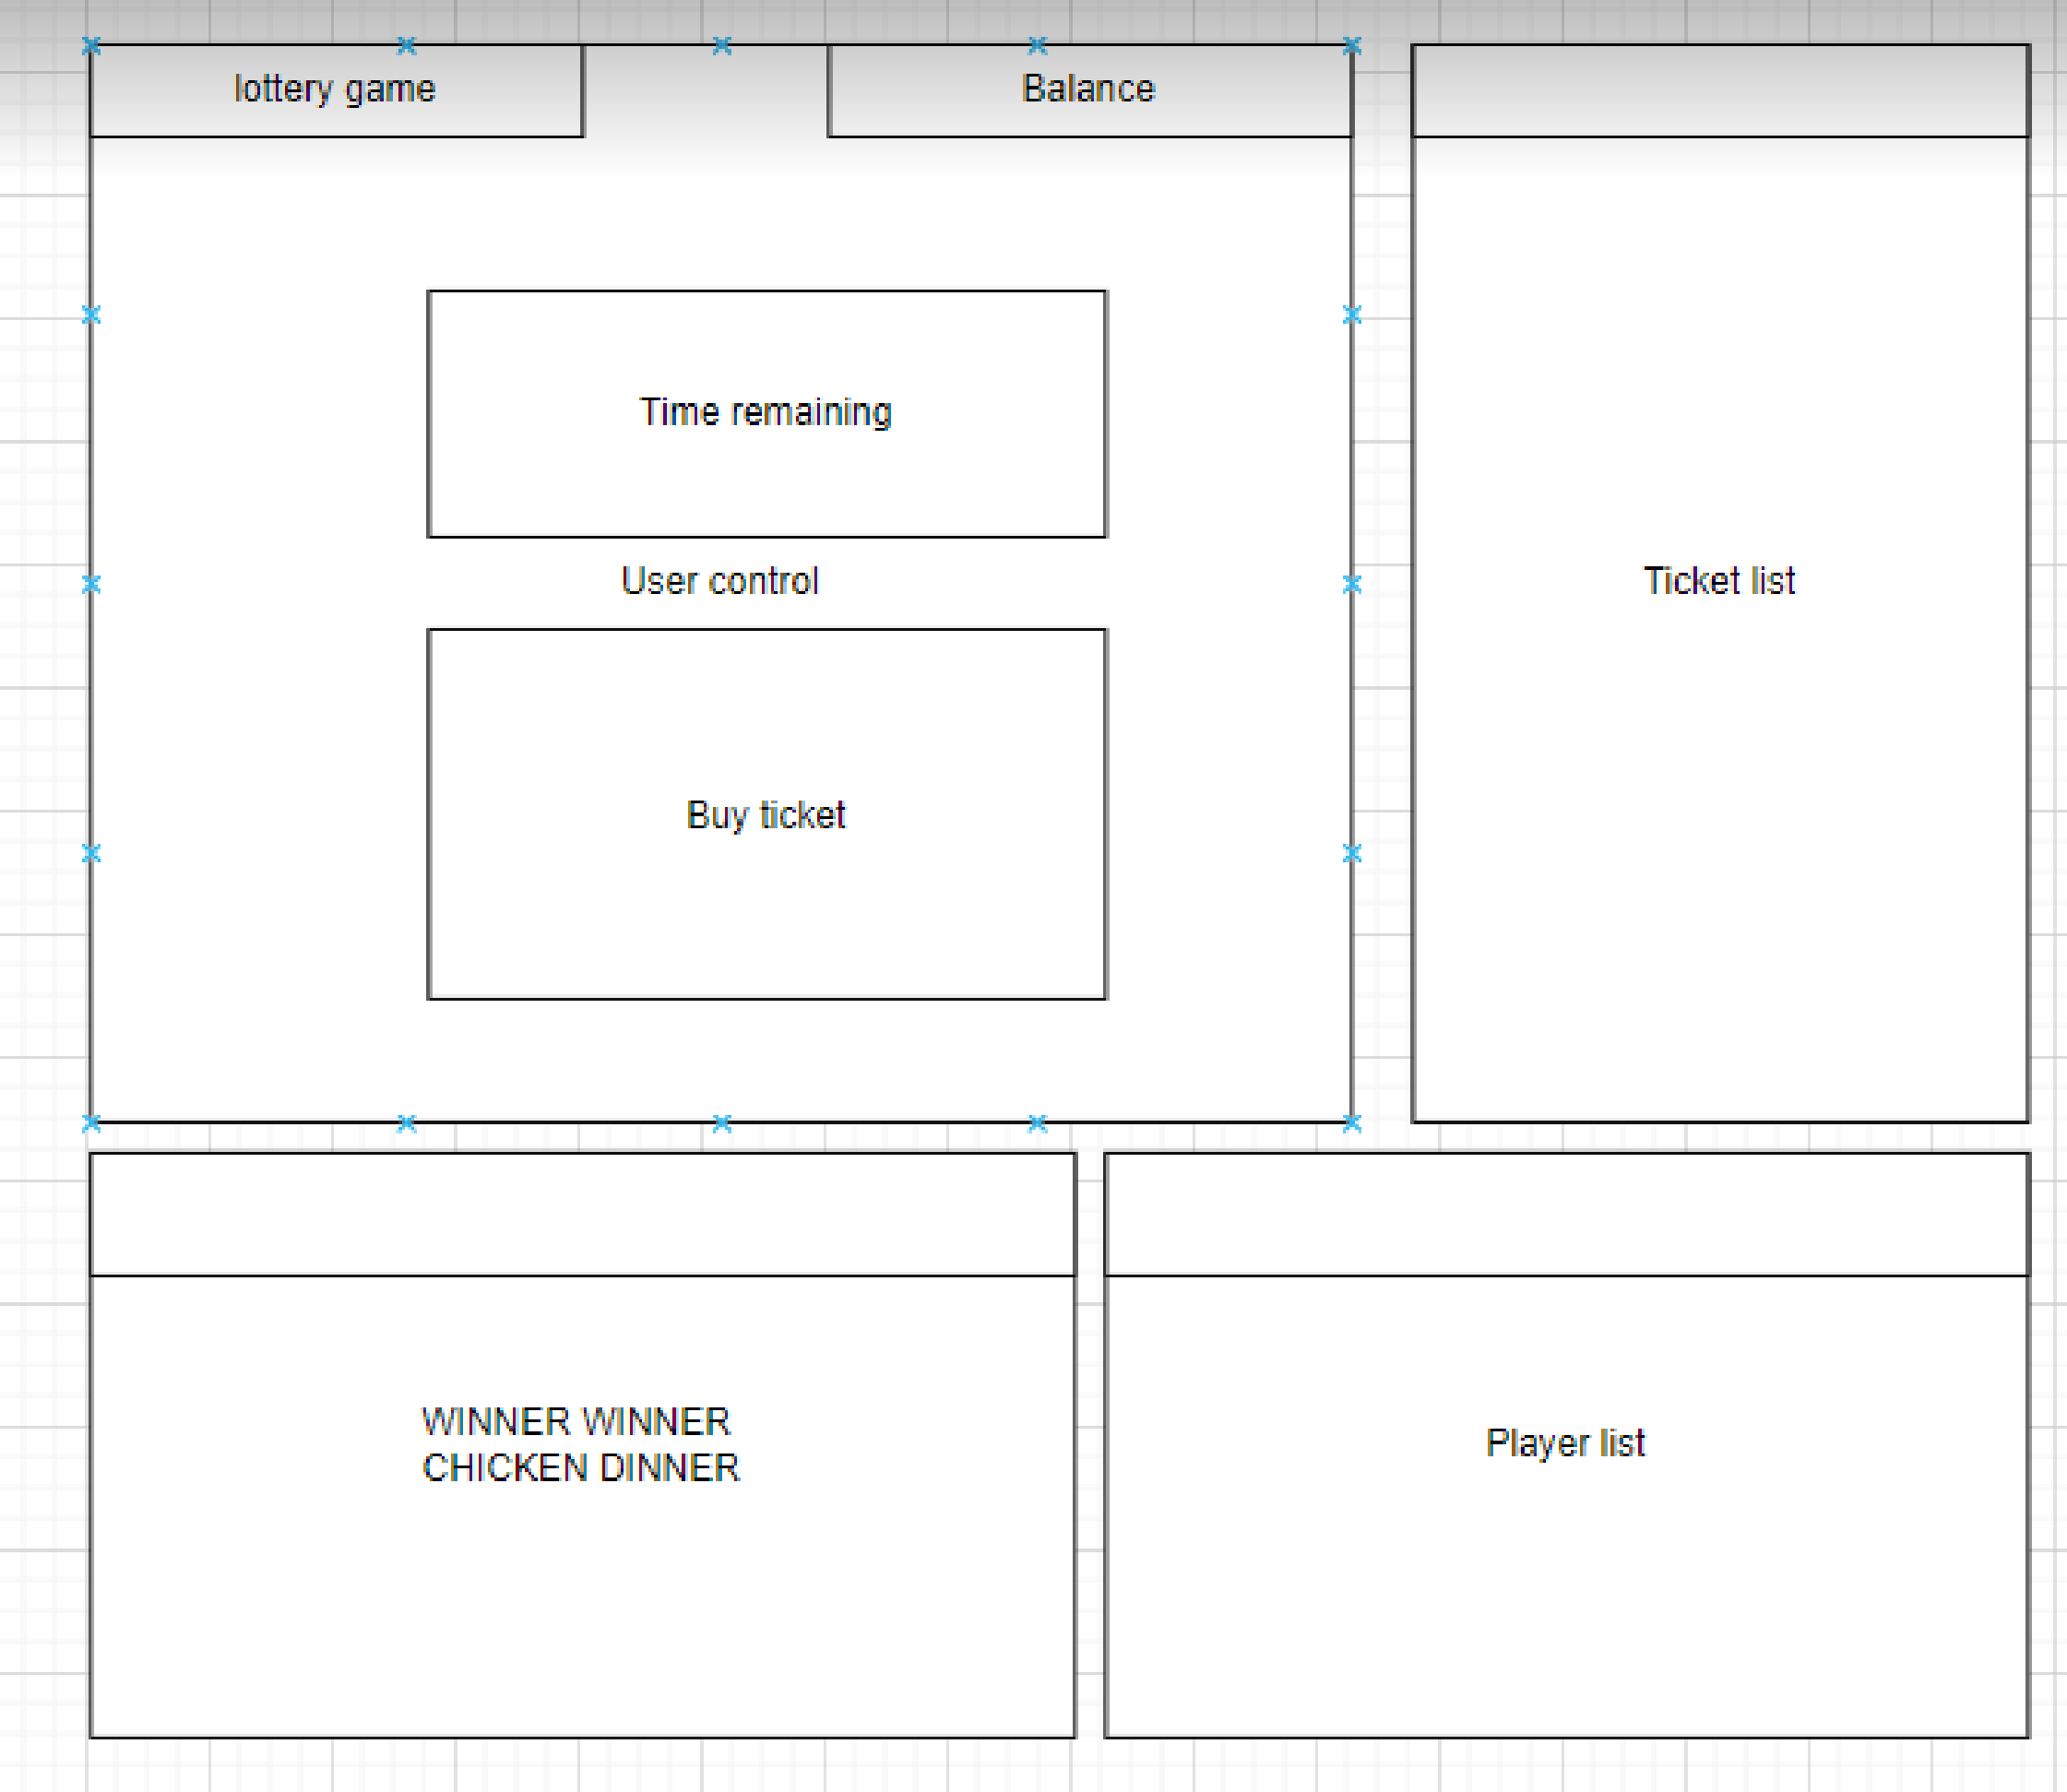 lottery game
Balance
Time remaining
User control
Ticket list
Buy ticket
WINNER WINNER
CHICKEN DINNER
Player list